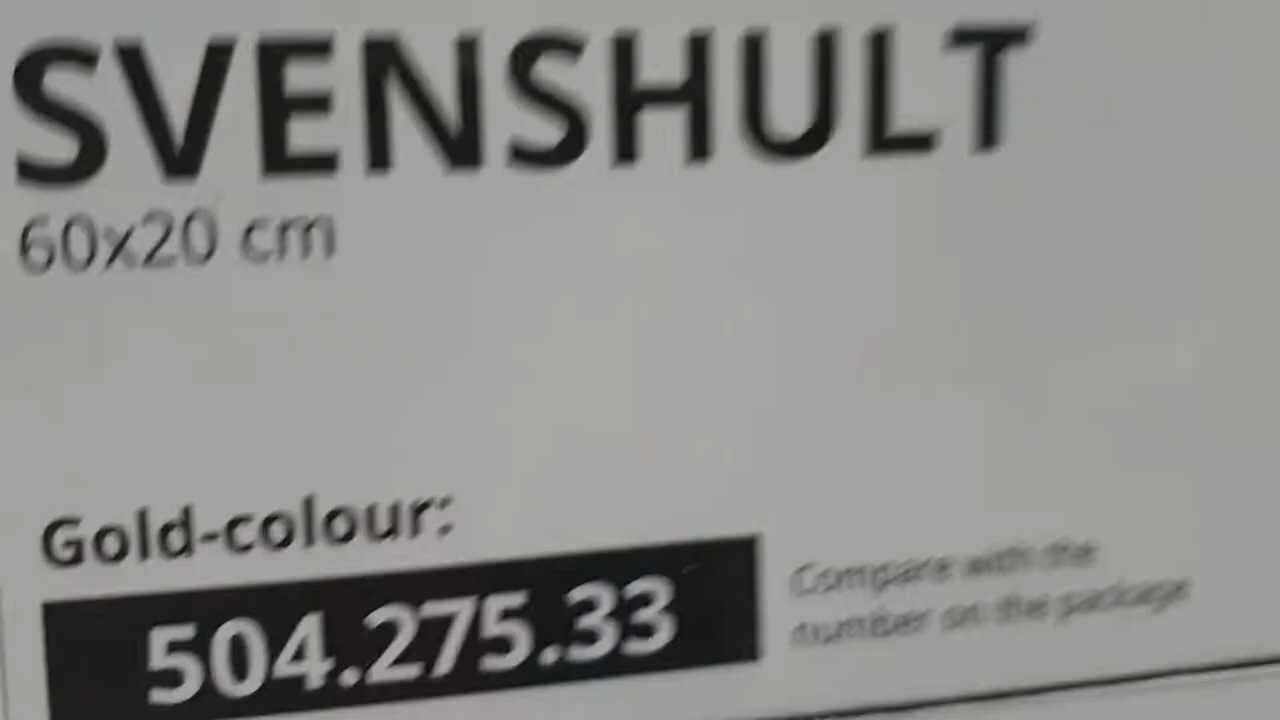 SVENSHULT
60x20 cm
Gold-colour:
504.275.33
Compare with the
number on the package